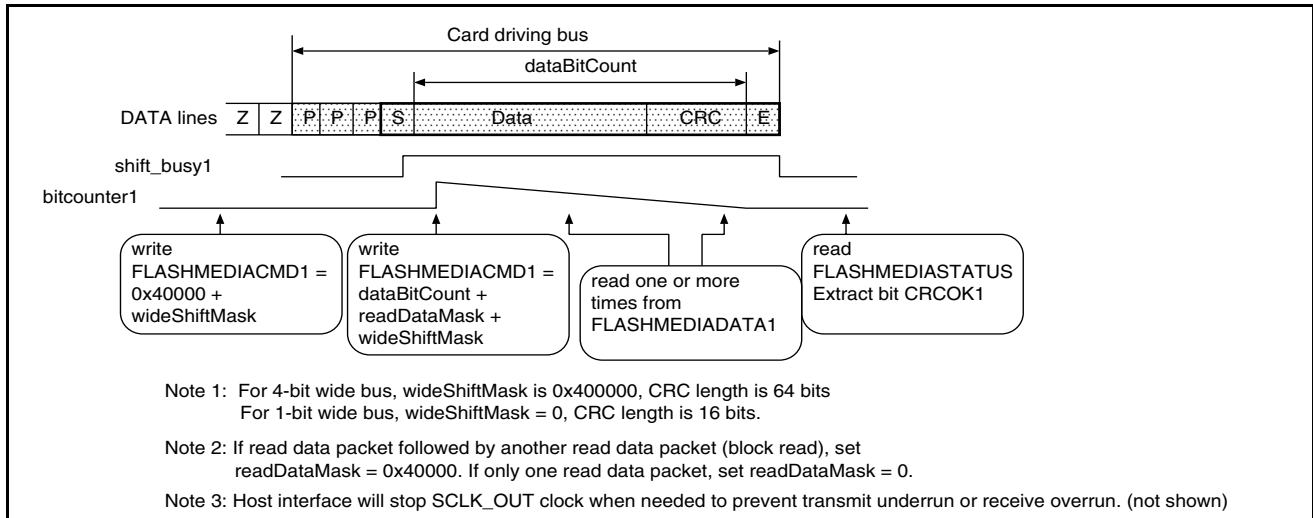 Card driving bus
dataBitCount
DATA lines Z Z P P P S Data CRC E
shift_busy1
bitcounter1
write
FLASHMEDIACMD1 =
0x40000 +
wideShiftMask
write
FLASHMEDIACMD1 =
dataBitCount +
readDataMask +
wideShiftMask
read one or more
times from
FLASHMEDIADATA1
read
FLASHMEDIASTATUS
Extract bit CRCOK1
Note 1: For 4-bit wide bus, wideShiftMask is 0x400000, CRC length is 64 bits
For 1-bit wide bus, wideShiftMask = 0, CRC length is 16 bits.
Note 2: If read data packet followed by another read data packet (block read), set
readDataMask = 0x40000. If only one read data packet, set readDataMask = 0.
Note 3: Host interface will stop SCLK_OUT clock when needed to prevent transmit underrun or receive overrun. (not shown)